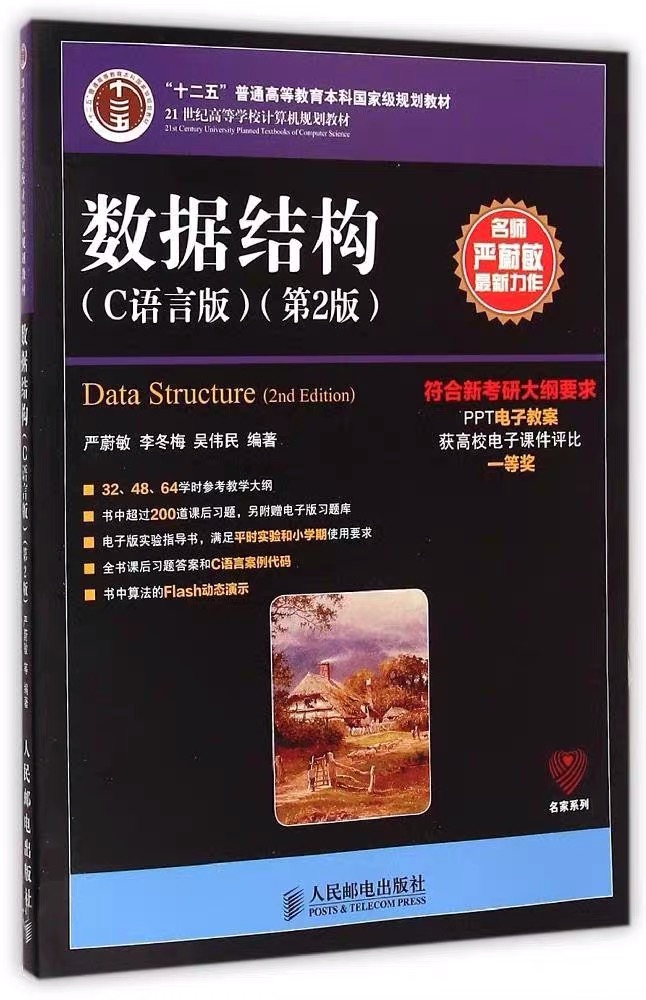 “十二五”普通高等教育本科国家级规划教材
21世纪高等学校计算机规划教材
21st Century University Planned Textbooks of Computer Science
数据结构
（C语言版）（第2版）
名师
严蔚敏
最新力作
Data Structure (2nd Edition)
严蔚敏 李冬梅 吴伟民 编著
符合新考研大纲要求
PPT电子教案
获高校电子课件评比
一等奖
32、48、64学时参考教学大纲
书中超过200道课后习题，另附赠电子版习题库
电子版实验指导书，满足平时实验和小学期使用要求
全书课后习题答案和C语言案例代码
书中算法的Flash动态演示
名家系列
人民邮电出版社
POSTS & TELECOM PRESS
数据结构（C语言版）（第2版） 严蔚敏 等 编著
人民邮电出版社
十二五